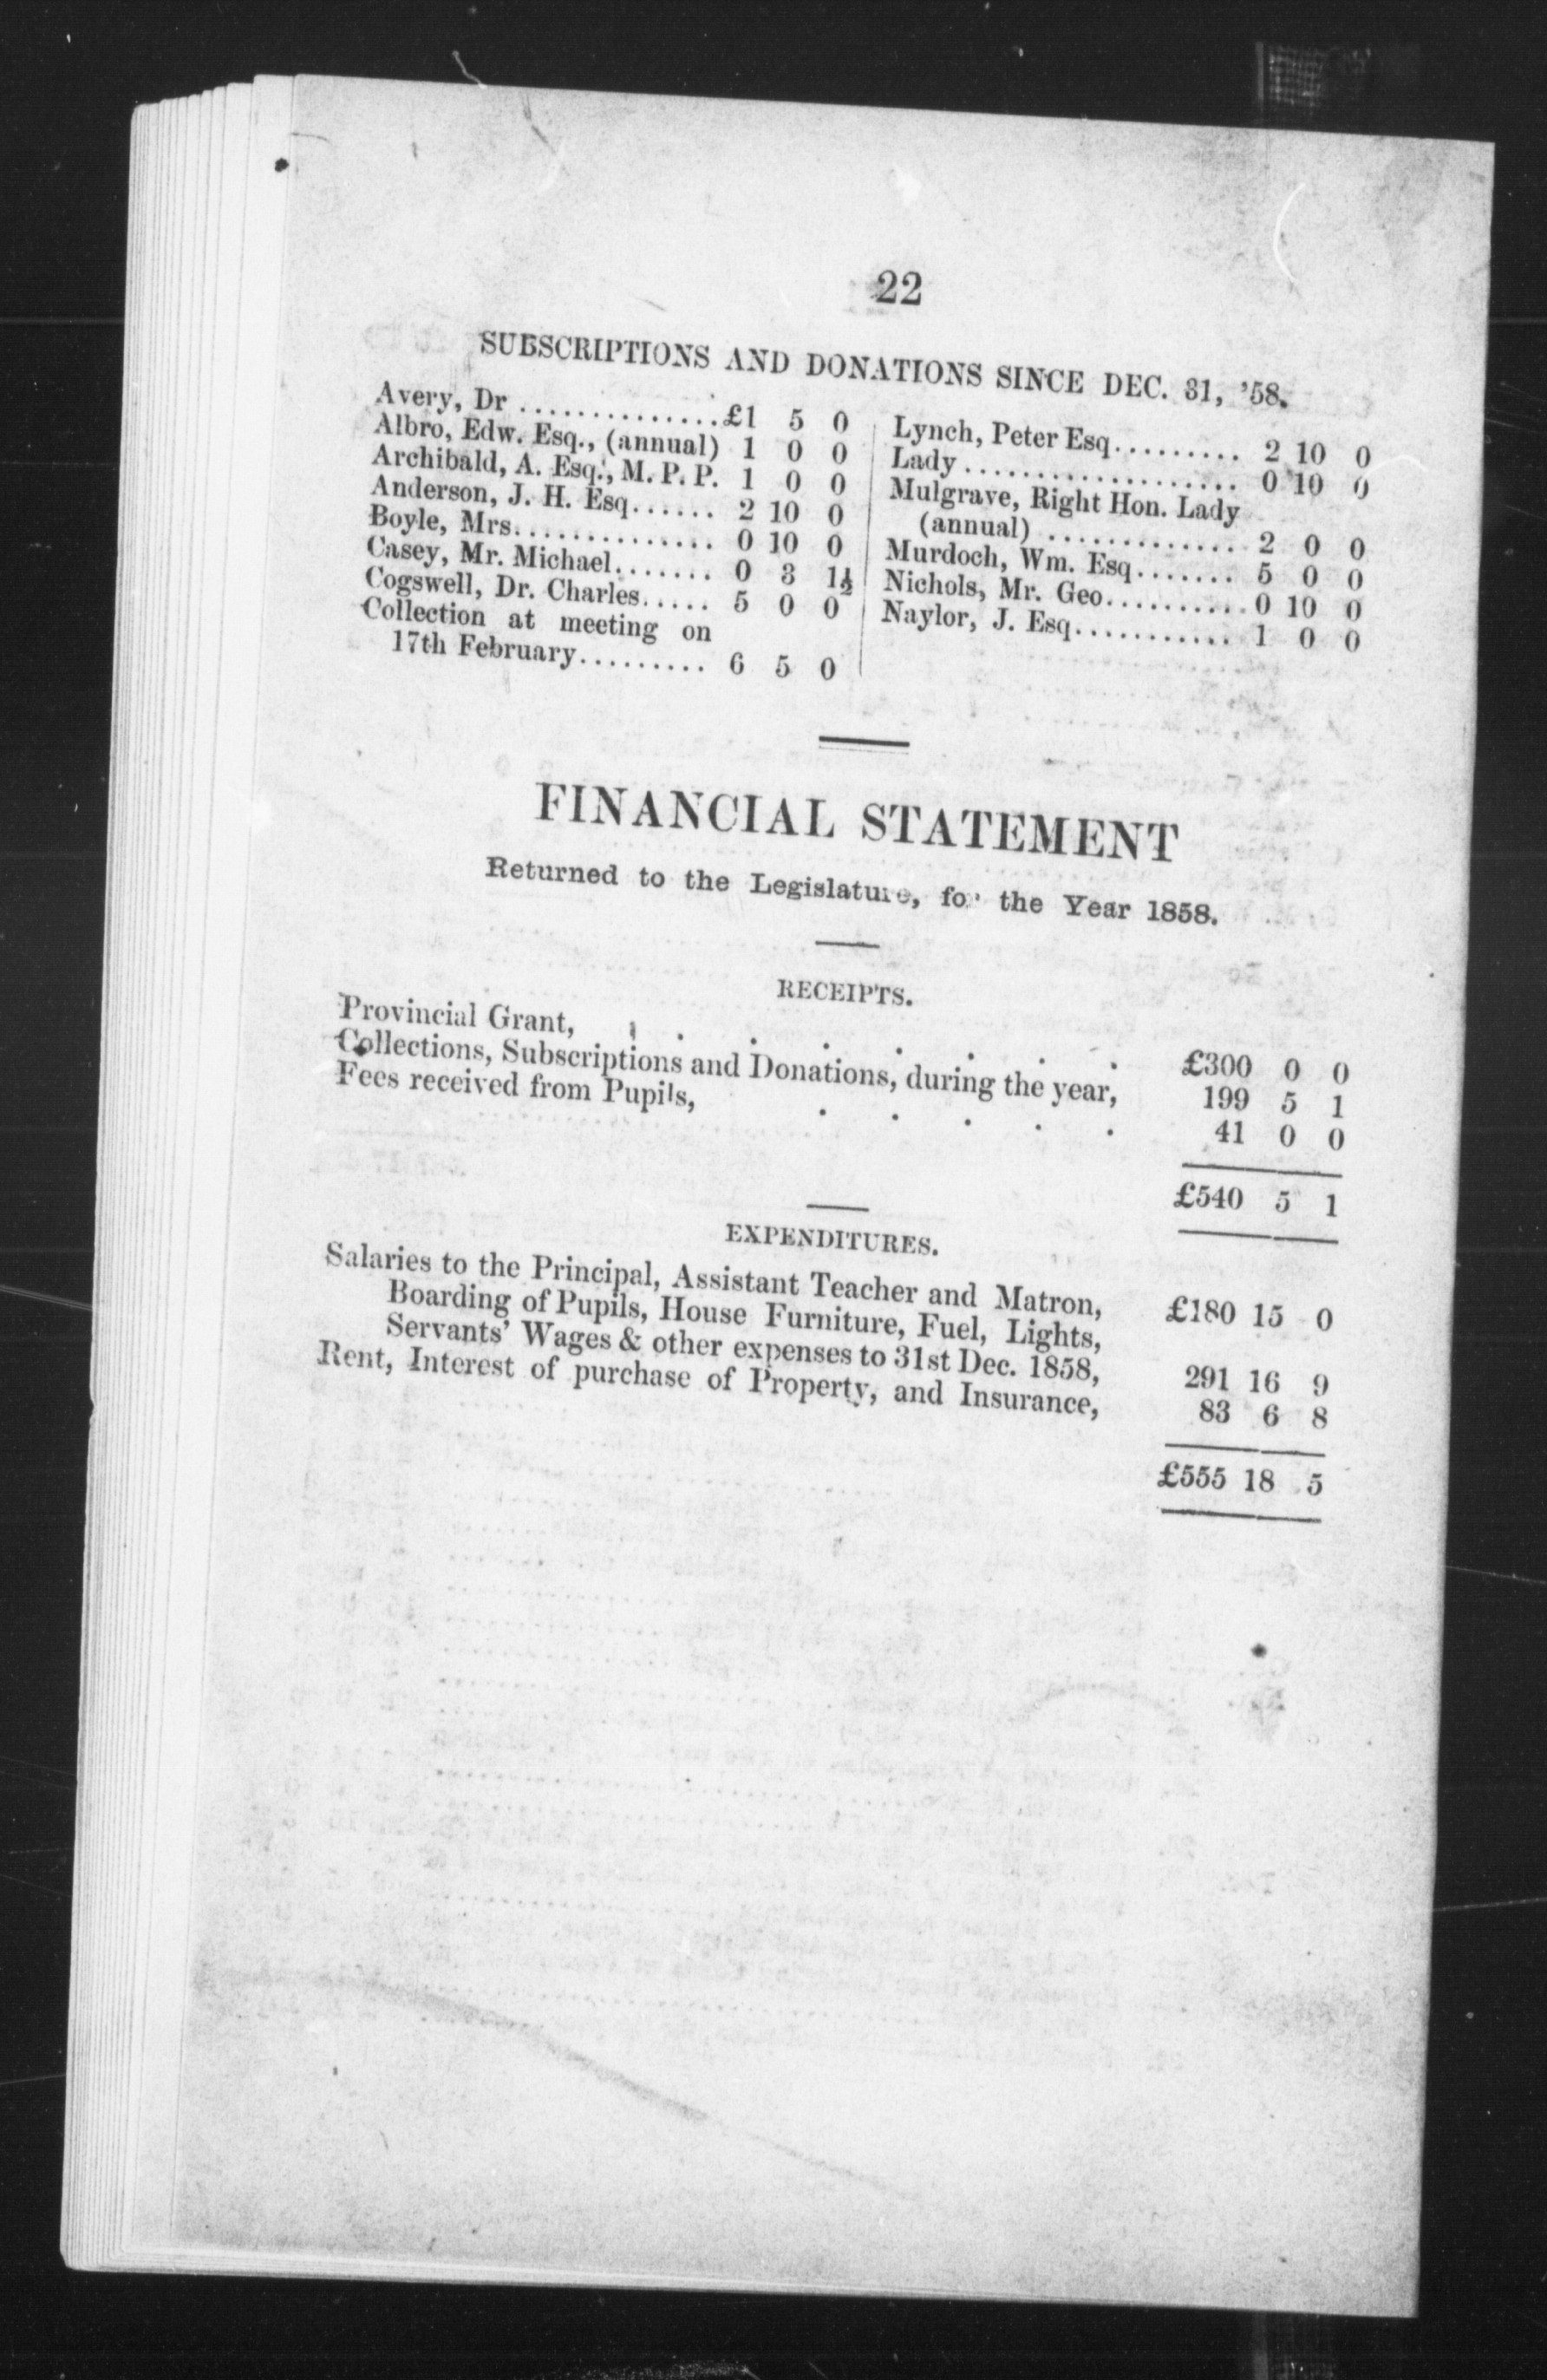 22
SUBSCRIPTIONS AND DONATIONS SINCE DEC. 31, '58.
Avery, Dr ..............£1 5 0
Albro, Edw. Esq., (annual) 1 0 0
Archibald, A. Esq., M. P. P. 1 0 0
Anderson, J. H. Esq...... 2 10 0
Boyle, Mrs.............. 0 10 0
Casey, Mr. Michael....... 0 3 1½
Cogswell, Dr. Charles..... 5 0 0
Collection at meeting on
17th February......... 6 5 0
Lynch, Peter Esq......... 2 10 0
Lady................... 0 10 0
Mulgrave, Right Hon. Lady
(annual) .............. 2 0 0
Murdoch, Wm. Esq....... 5 0 0
Nichols, Mr. Geo..........0 10 0
Naylor, J. Esq........... 1 0 0
FINANCIAL STATEMENT
Returned to the Legislature, for the Year 1858.
RECEIPTS.
Provincial Grant, . . . . . . . £300 0 0
Collections, Subscriptions and Donations, during the year, 199 5 1
Fees received from Pupils, . . . . . 41 0 0
£540 5 1
EXPENDITURES.
Salaries to the Principal, Assistant Teacher and Matron, £180 15 0
Boarding of Pupils, House Furniture, Fuel, Lights,
Servants' Wages & other expenses to 31st Dec. 1858, 291 16 9
Rent, Interest of purchase of Property, and Insurance, 83 6 8
£555 18 5